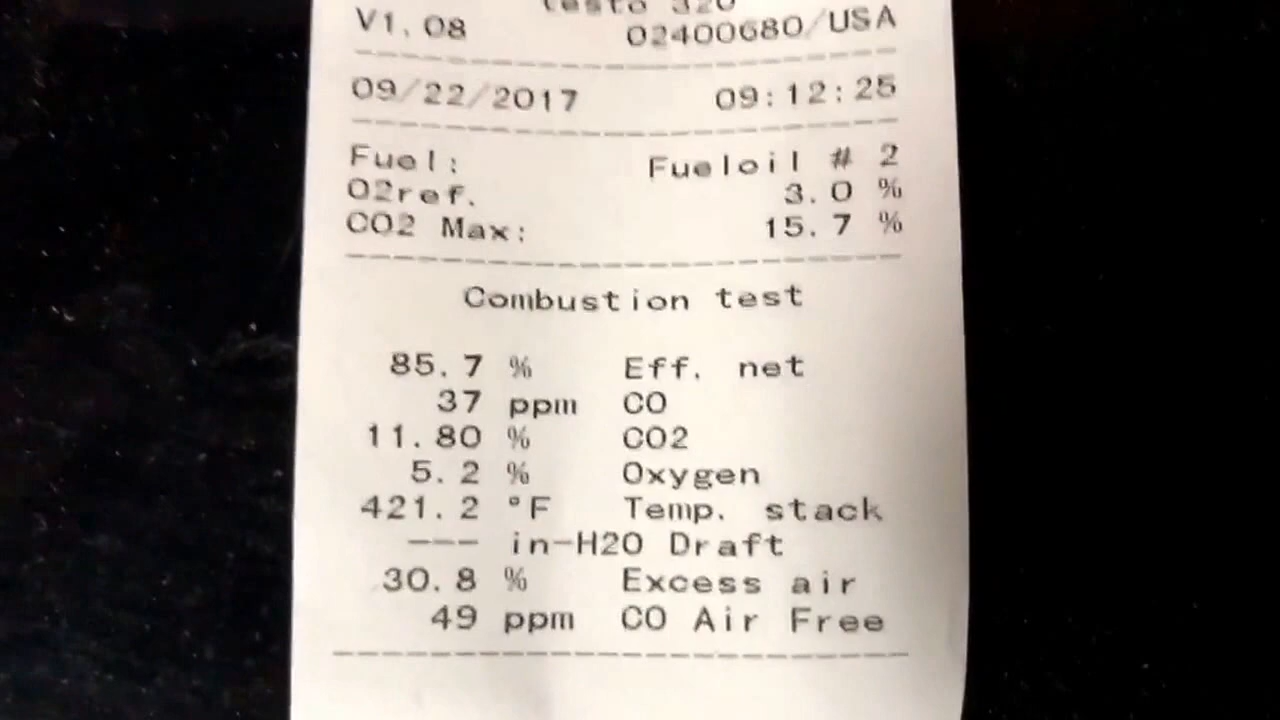 testo 320
V1.08 02400680/USA
09/22/2017 09:12:25
Fuel: Fueloil # 2
O2ref. 3.0 %
CO2 Max: 15.7 %
Combustion test
85.7 % Eff. net
37 ppm CO
11.80 % CO2
5.2 % Oxygen
421.2 °F Temp. stack
--- in-H2O Draft
30.8 % Excess air
49 ppm CO Air Free